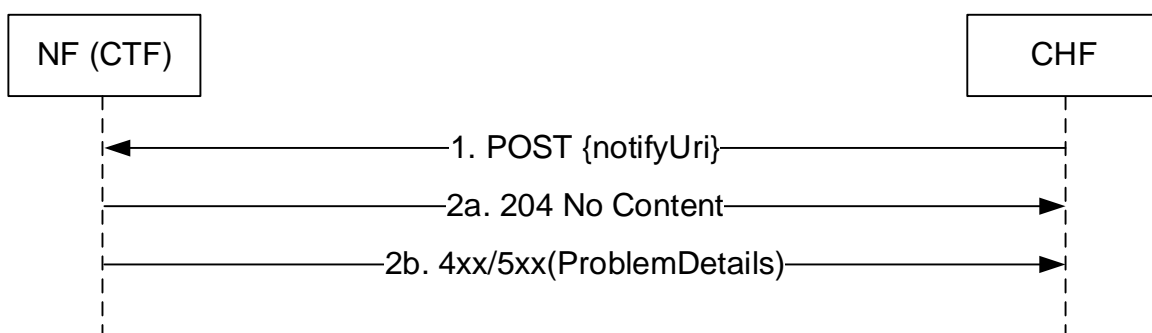 NF (CTF)
CHF
1. POST {notifyUri}
2a. 204 No Content
2b. 4xx/5xx(ProblemDetails)